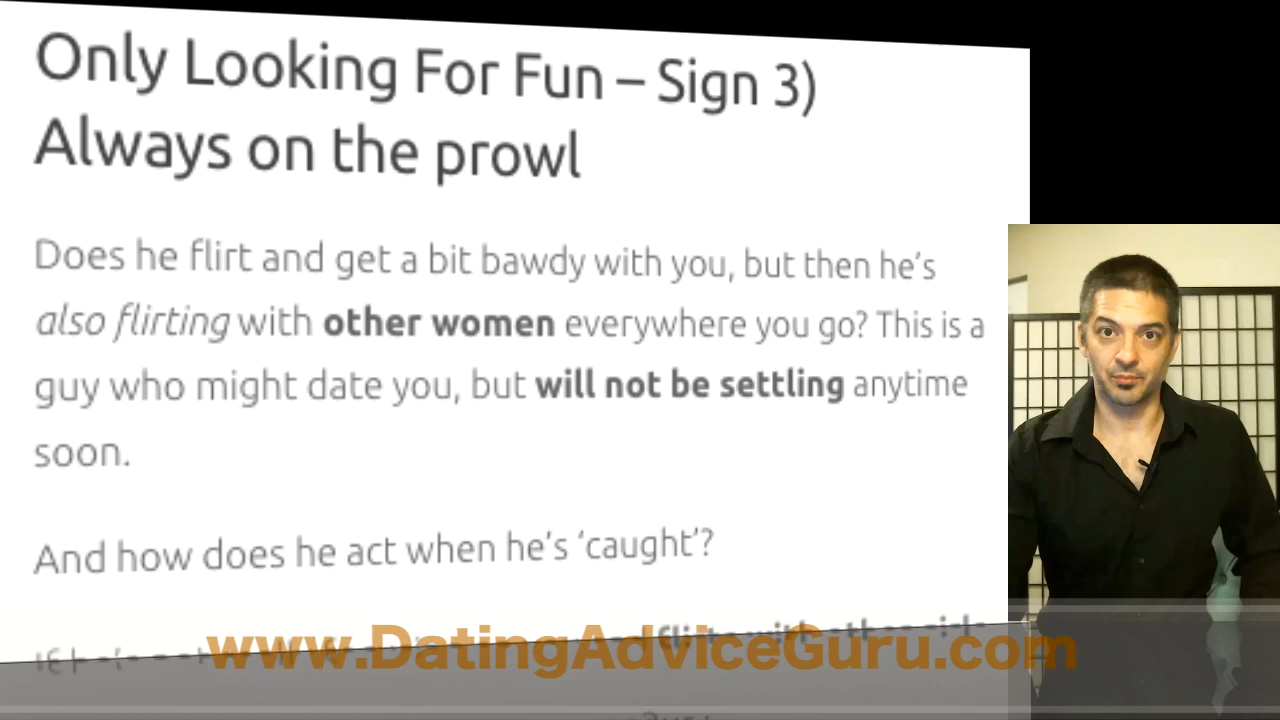 Only Looking For Fun – Sign 3)
Always on the prowl
Does he flirt and get a bit bawdy with you, but then he's
also flirting with other women everywhere you go? This is a
guy who might date you, but will not be settling anytime
soon.
And how does he act when he's 'caught'?
www.DatingAdviceGuru.com